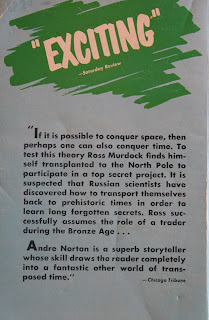 "EXCITING"
—Saturday Review
"If it is possible to conquer space, then
perhaps one can also conquer time. To
test this theory Ross Murdock finds him-
self transplanted to the North Pole to
participate in a top secret project. It is
suspected that Russian scientists have
discovered how to transport themselves
back to prehistoric times in order to
learn long forgotten secrets. Ross suc-
cessfully assumes the role of a trader
during the Bronze Age . . .
Andre Norton is a superb storyteller
whose skill draws the reader completely
into a fantastic other world of trans-
posed time."
—Chicago Tribune